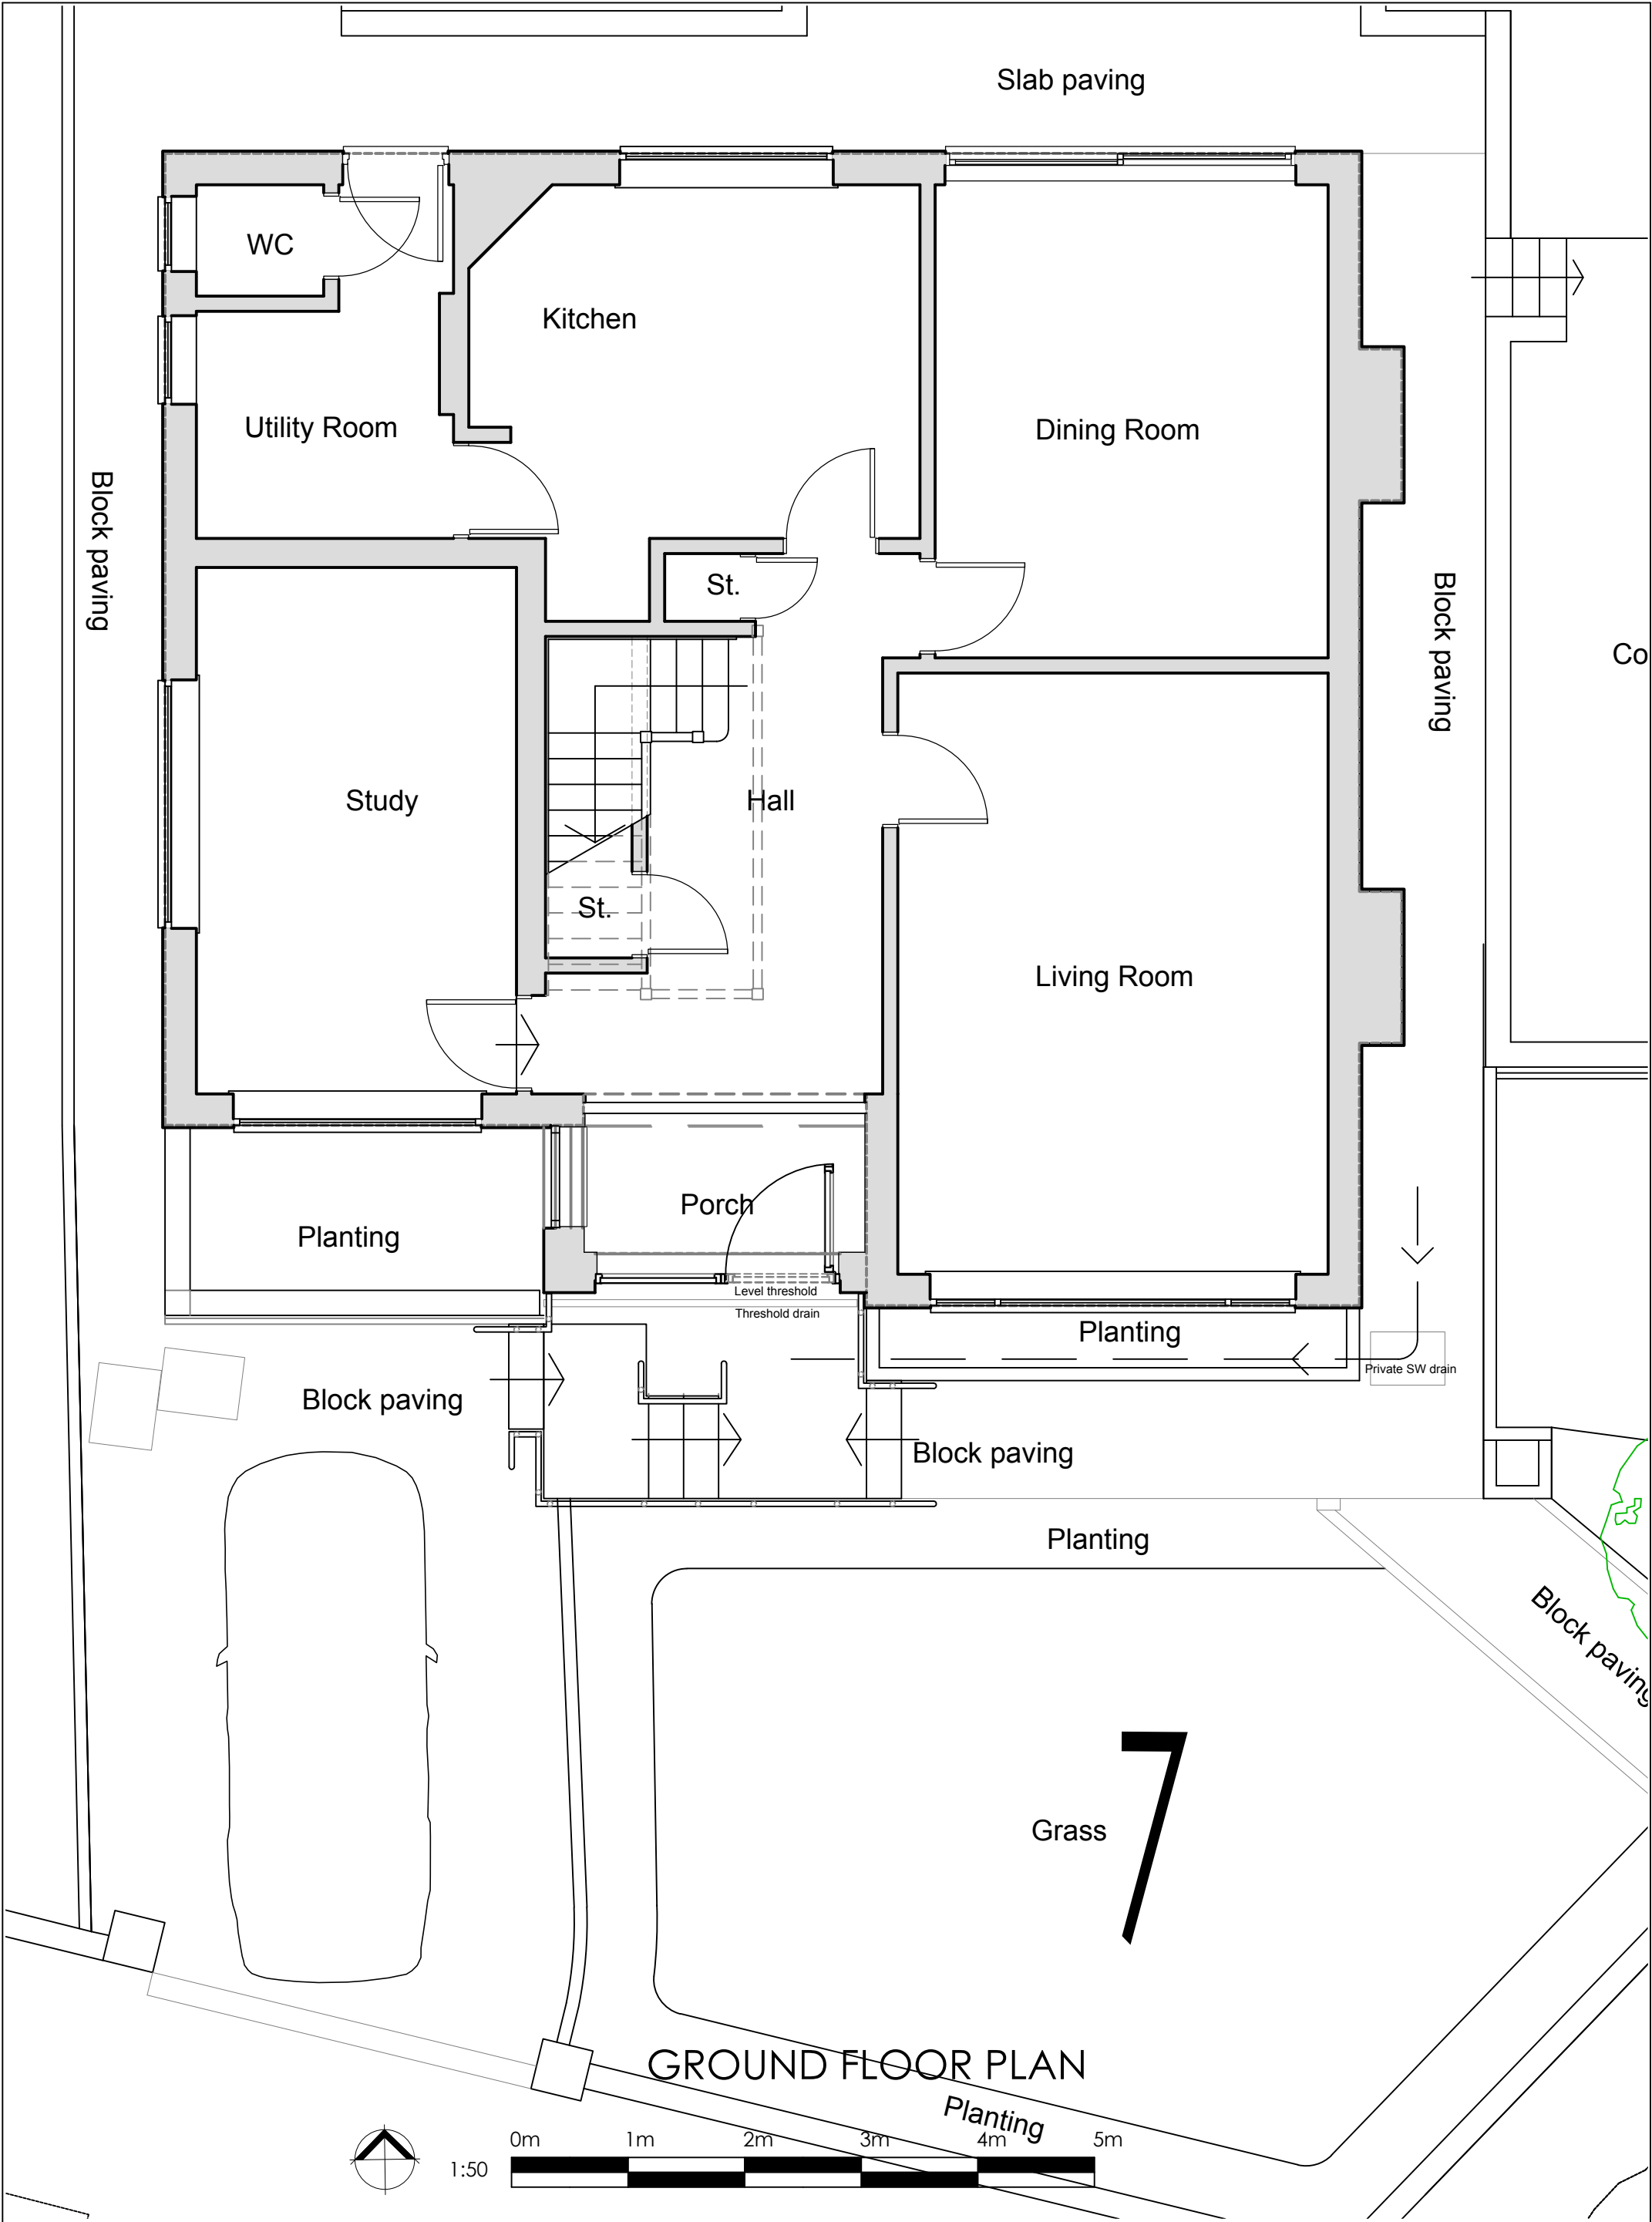 Slab paving
WC
Kitchen
Utility Room
Dining Room
Block paving
St.
Block paving
Co
Study
Hall
St.
Living Room
Porch
Planting
Level threshold
Threshold drain
Planting
Private SW drain
Block paving
Block paving
Planting
Block paving
7
Grass
GROUND FLOOR PLAN
Planting
0m 1m 2m 3m 4m 5m
1:50